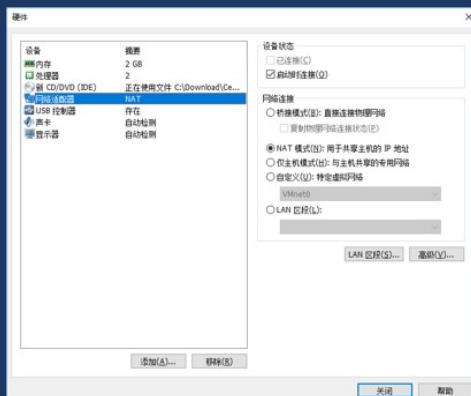 硬件
设备 摘要
内存 2 GB
处理器 2
新 CD/DVD (IDE) 正在使用文件 C:\Download\Ce...
网络适配器 NAT
USB 控制器 存在
声卡 自动检测
显示器 自动检测
添加(A)... 移除(R)
设备状态
已连接(C)
启动时连接(O)
网络连接
桥接模式(B): 直接连接物理网络
复制物理网络连接状态(P)
NAT 模式(N): 用于共享主机的 IP 地址
仅主机模式(H): 与主机共享的专用网络
自定义(U): 特定虚拟网络
VMnet0
LAN 区段(L):
LAN 区段(S)... 高级(V)...
关闭 帮助